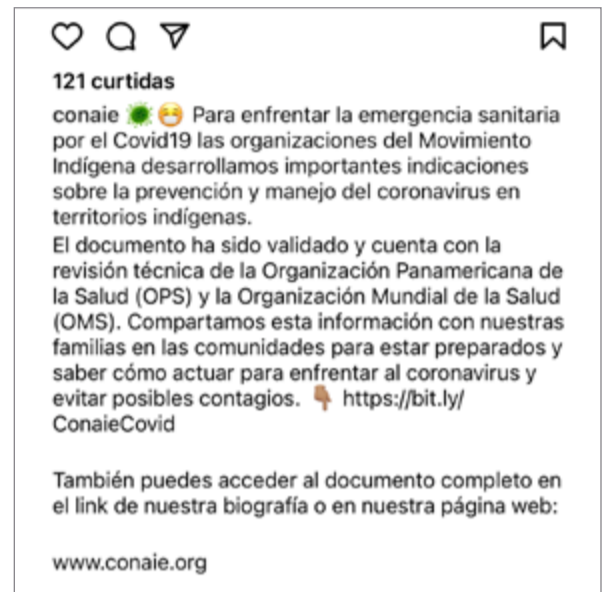 121 curtidas
conaie 🦠😷 Para enfrentar la emergencia sanitaria
por el Covid19 las organizaciones del Movimiento
Indígena desarrollamos importantes indicaciones
sobre la prevención y manejo del coronavirus en
territorios indígenas.
El documento ha sido validado y cuenta con la
revisión técnica de la Organización Panamericana de
la Salud (OPS) y la Organización Mundial de la Salud
(OMS). Compartamos esta información con nuestras
familias en las comunidades para estar preparados y
saber cómo actuar para enfrentar al coronavirus y
evitar posibles contagios. 👇🏽 https://bit.ly/
ConaieCovid
También puedes acceder al documento completo en
el link de nuestra biografía o en nuestra página web:
www.conaie.org